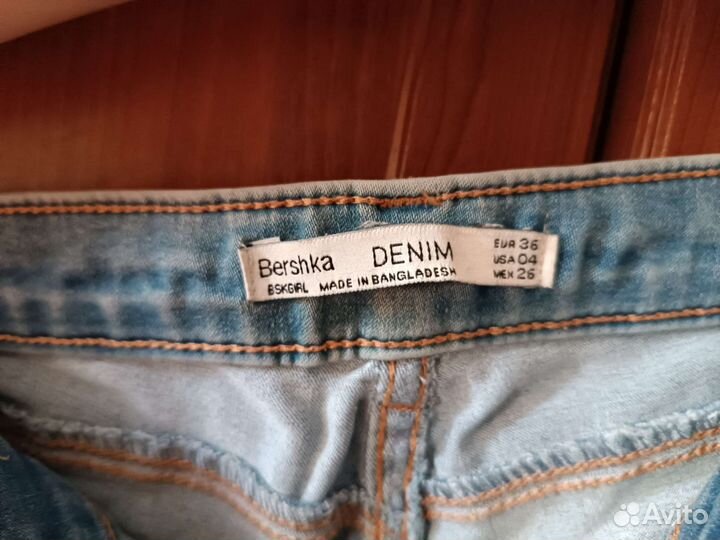 Bershka DENIM
BSKGIRL MADE IN BANGLADESH
EUR 36
USA 04
MEX 26
Avito